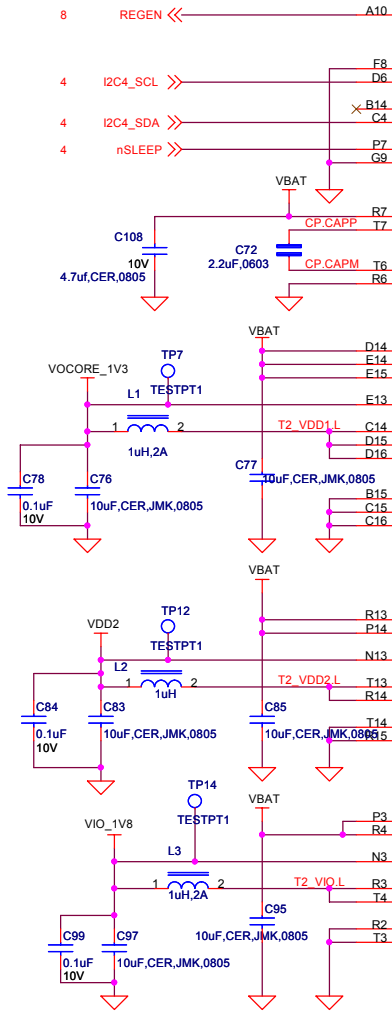 8 REGEN A10
F8
4 I2C4_SCL D6
B14
4 I2C4_SDA C4
4 nSLEEP P7
G9
VBAT
R7
CP.CAPP T7
C108
10V
4.7uf,CER,0805
C72
2.2uF,0603
CP.CAPM T6
R6
VBAT
TP7
D14
E14
VOCORE_1V3
E15
TESTPT1
L1
E13
1 2 T2_VDD1.L C14
D15
1uH,2A
D16
C78
0.1uF
10V
C76
10uF,CER,JMK,0805
C77
10uF,CER,JMK,0805
B15
C15
C16
VBAT
TP12
R13
VDD2
P14
TESTPT1
L2
N13
1 2 T2_VDD2.L T13
1uH
R14
C84
0.1uF
10V
C83
10uF,CER,JMK,0805
C85
10uF,CER,JMK,0805
T14
R15
TP14
VBAT
TESTPT1
P3
VIO_1V8
R4
L3
N3
1 2 T2_VIO.L R3
1uH,2A
T4
C99
0.1uF
10V
C97
10uF,CER,JMK,0805
C95
10uF,CER,JMK,0805
R2
T3